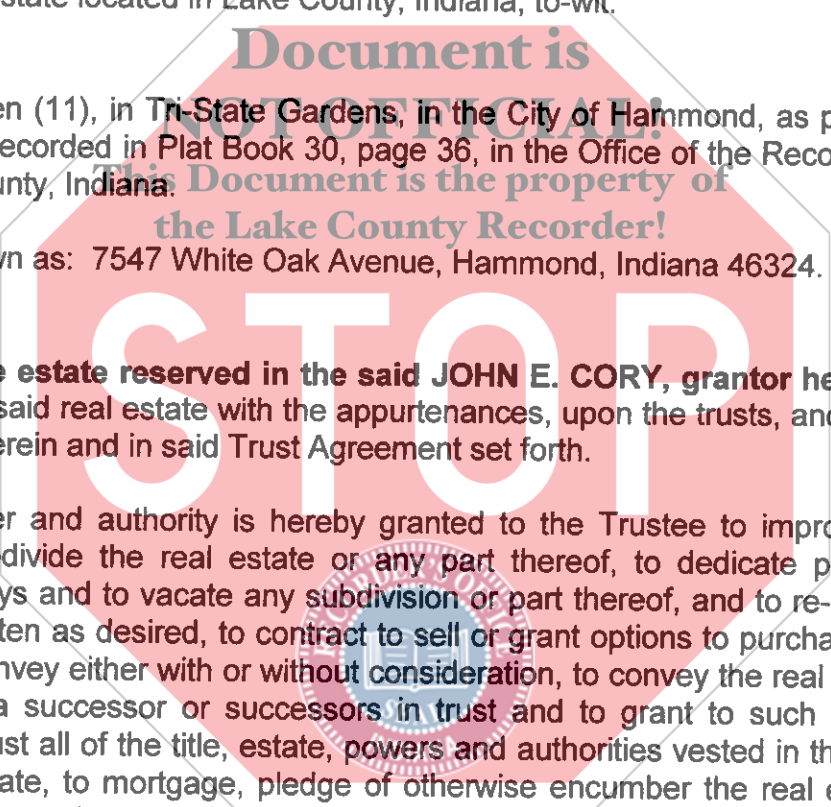 state located in Lake County, Indiana, to-wit:
Document is
NOT OFFICIAL!
en (11), in Tri-State Gardens, in the City of Hammond, as p
ecorded in Plat Book 30, page 36, in the Office of the Reco
unty, Indiana.
This Document is the property of
the Lake County Recorder!
vn as: 7547 White Oak Avenue, Hammond, Indiana 46324.
STOP
e estate reserved in the said JOHN E. CORY, grantor he
said real estate with the appurtenances, upon the trusts, and
erein and in said Trust Agreement set forth.
er and authority is hereby granted to the Trustee to impro
divide the real estate or any part thereof, to dedicate p
ys and to vacate any subdivision or part thereof, and to re-
ten as desired, to contract to sell or grant options to purcha
nvey either with or without consideration, to convey the real
a successor or successors in trust and to grant to such
ust all of the title, estate, powers and authorities vested in th
ate, to mortgage, pledge of otherwise encumber the real e